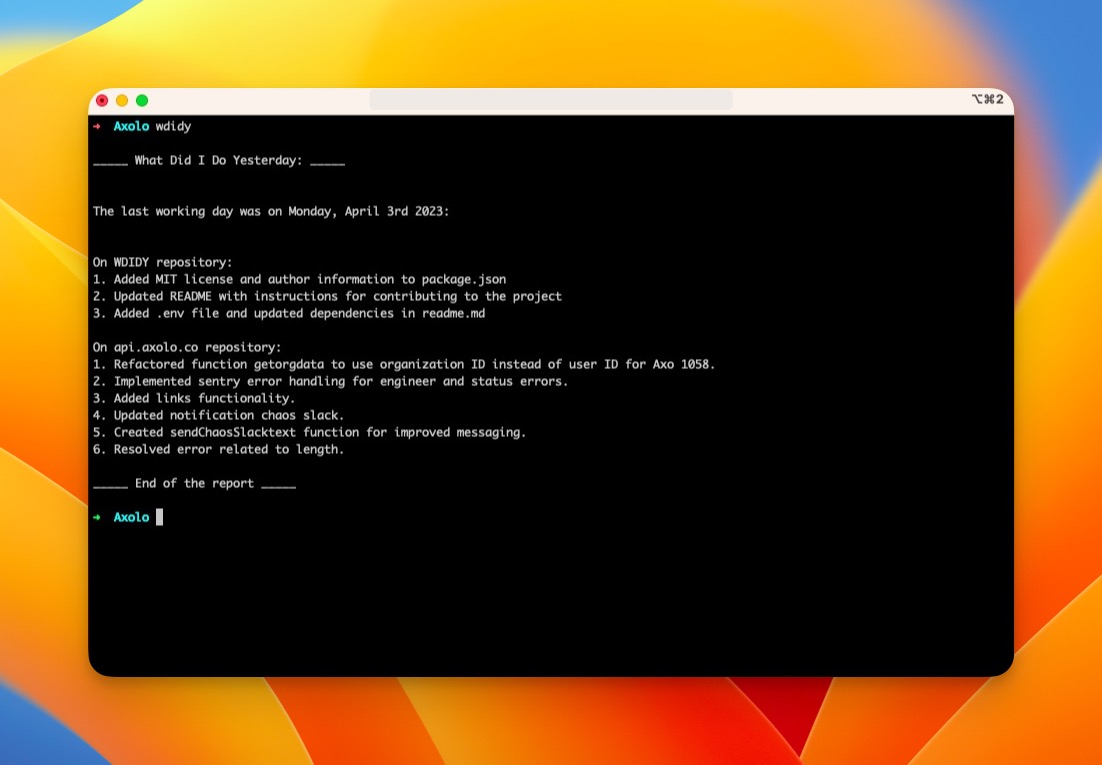 ⌥⌘2
→ Axolo wdidy
_____ What Did I Do Yesterday: _____
The last working day was on Monday, April 3rd 2023:
On WDIDY repository:
1. Added MIT license and author information to package.json
2. Updated README with instructions for contributing to the project
3. Added .env file and updated dependencies in readme.md
On api.axolo.co repository:
1. Refactored function getorgdata to use organization ID instead of user ID for Axo 1058.
2. Implemented sentry error handling for engineer and status errors.
3. Added links functionality.
4. Updated notification chaos slack.
5. Created sendChaosSlacktext function for improved messaging.
6. Resolved error related to length.
_____ End of the report _____
→ Axolo